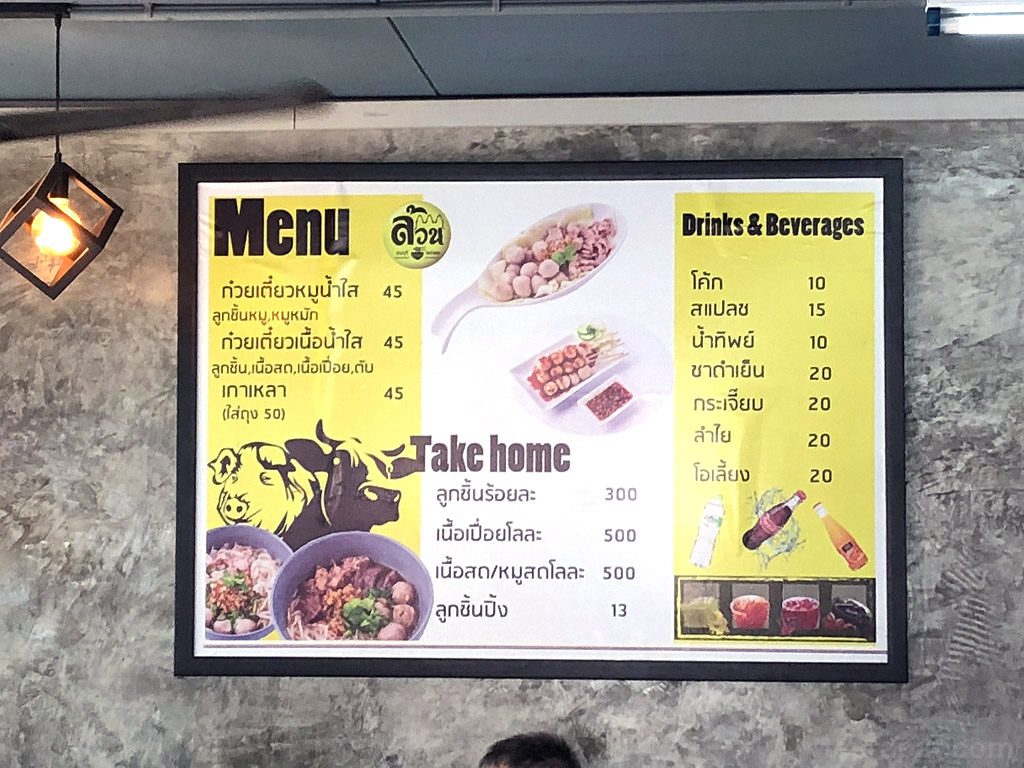 Menu
ล้วน
ก๋วยเตี๋ยวหมูน้ำใส 45
ลูกชิ้นหมู,หมูหมัก
ก๋วยเตี๋ยวเนื้อน้ำใส 45
ลูกชิ้น,เนื้อสด,เนื้อเปื่อย,ตับ
เกาเหลา 45
(ใส่ถุง 50)
Take home
ลูกชิ้นร้อยละ 300
เนื้อเปื่อยโลละ 500
เนื้อสด/หมูสดโลละ 500
ลูกชิ้นปิ้ง 13
Drinks & Beverages
โค้ก 10
สแปลช 15
น้ำทิพย์ 10
ชาดำเย็น 20
กระเจี๊ยบ 20
ลำไย 20
โอเลี้ยง 20